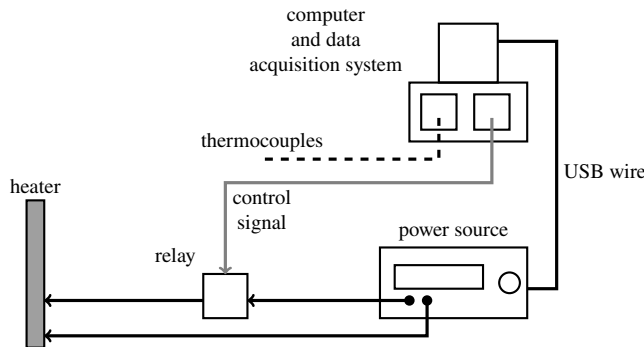 computer
and data
acquisition system
thermocouples
USB wire
heater
control
signal
power source
relay